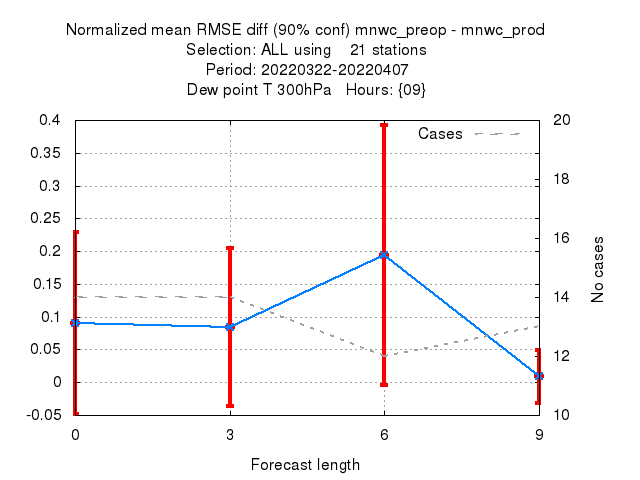 Normalized mean RMSE diff (90% conf) mnwc_preop - mnwc_prod
Selection: ALL using    21 stations
Period: 20220322-20220407
Dew point T 300hPa   Hours: {09}
Cases
0.4
0.35
0.3
0.25
0.2
0.15
0.1
0.05
0
-0.05
20
18
16
14
12
10
No cases
0 3 6 9
Forecast length